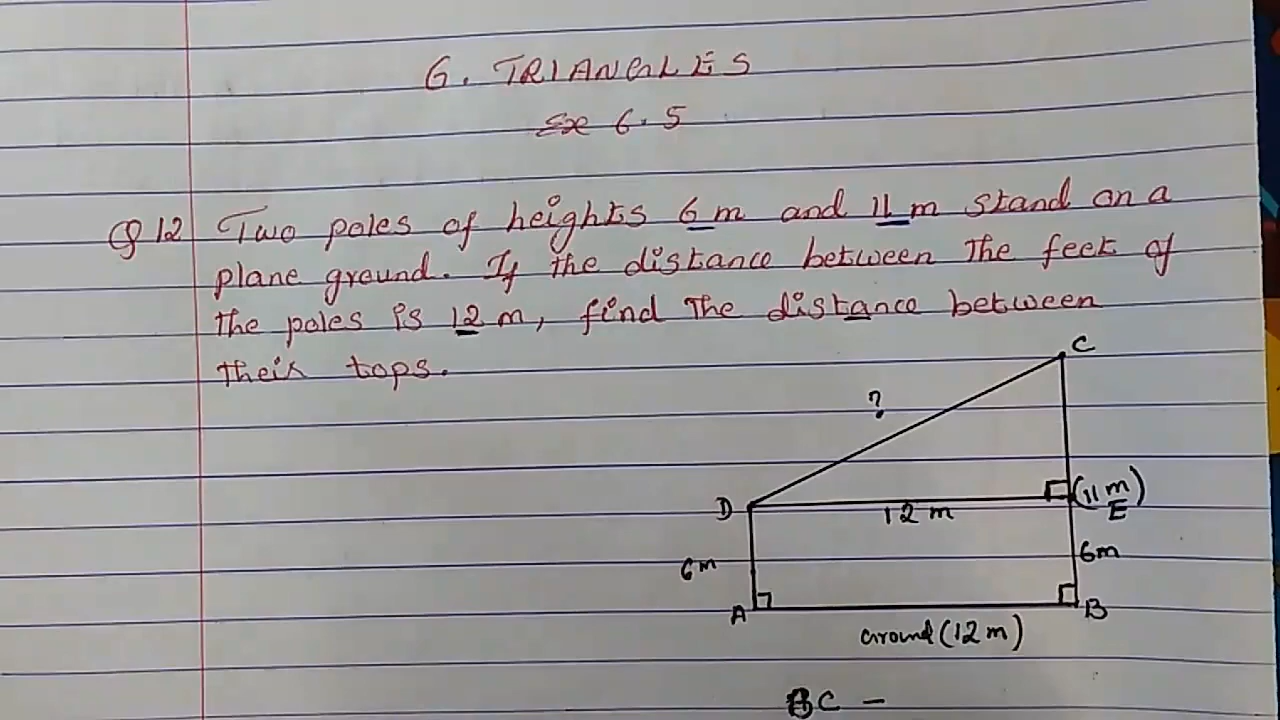 6. TRIANGLES
Ex 6.5
Q 12 Two poles of heights 6 m and 11 m stand on a
plane ground. If the distance between the feet of
the poles is 12 m, find the distance between
their tops.
C
?
D
12 m
(11 m)
E
6m
6m
A
B
Ground (12 m)
BC –